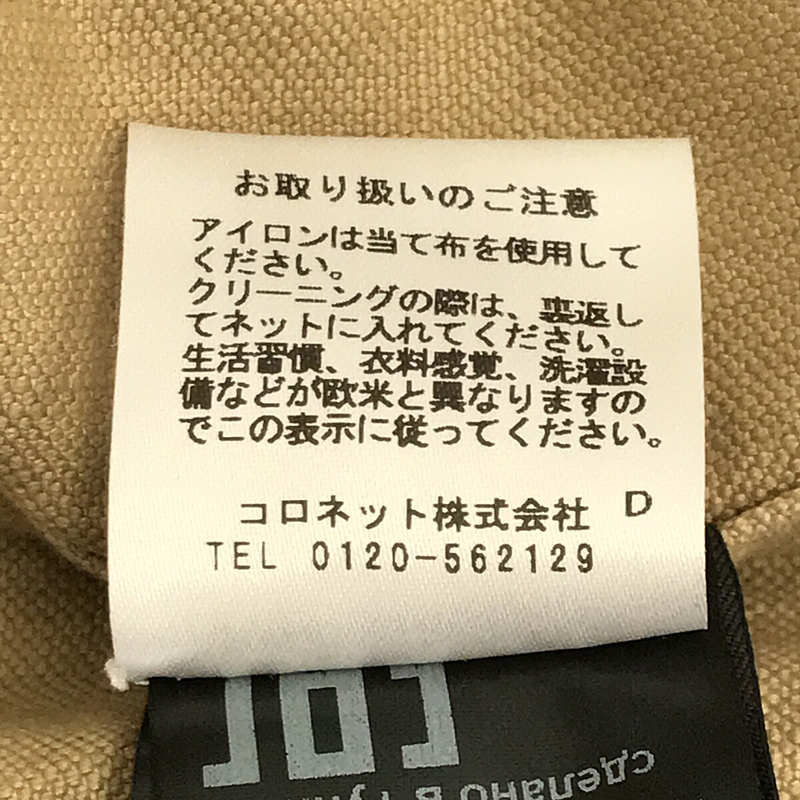 お取り扱いのご注意
アイロンは当て布を使用して
ください。
クリーニングの際は、裏返し
てネットに入れてください。
生活習慣、衣料感覚、洗濯設
備などが欧米と異なりますの
でこの表示に従ってください。
コロネット株式会社 D
TEL 0120-562129
сделано в